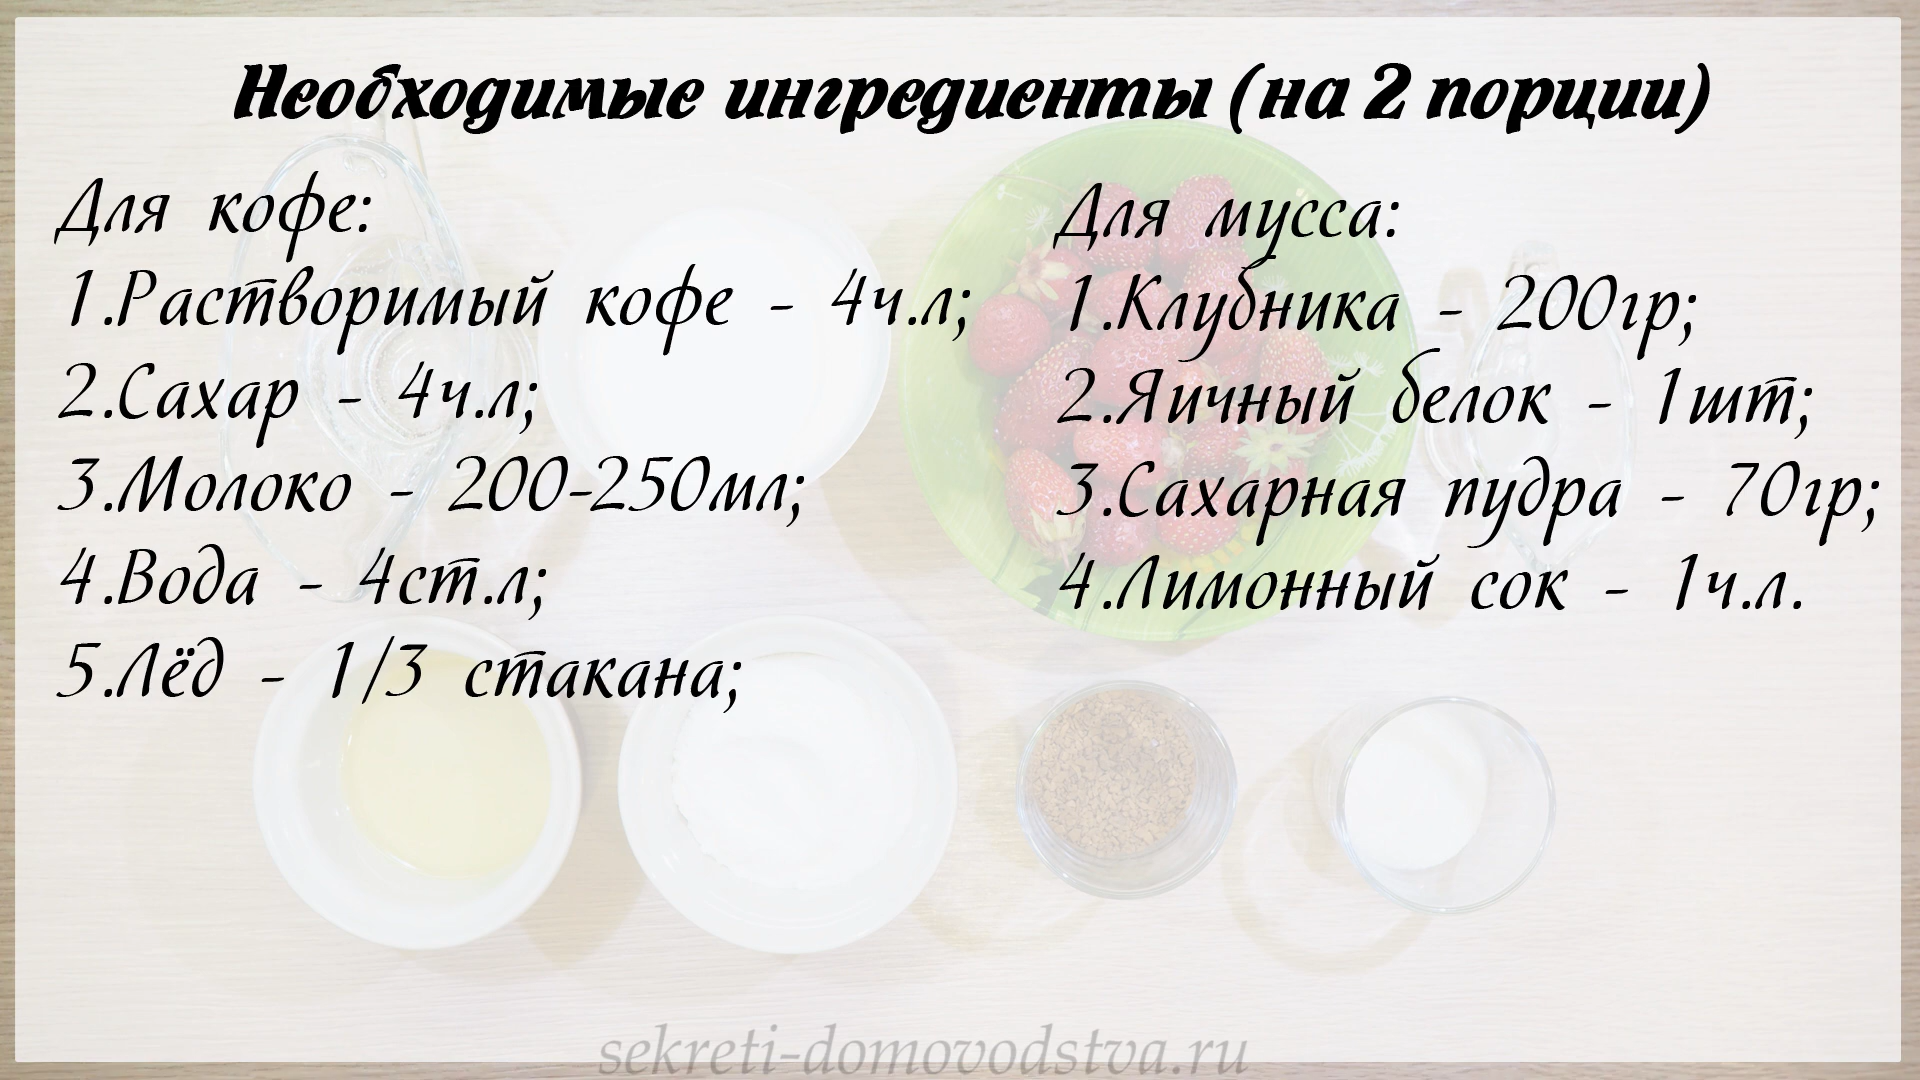 Необходимые ингредиенты (на 2 порции)
Для кофе:
1.Растворимый кофе - 4ч.л;
2.Сахар - 4ч.л;
3.Молоко - 200-250мл;
4.Вода - 4ст.л;
5.Лёд - 1/3 стакана;
Для мусса:
1.Клубника - 200гр;
2.Яичный белок - 1шт;
3.Сахарная пудра - 70гр;
4.Лимонный сок - 1ч.л.
sekreti-domovodstva.ru